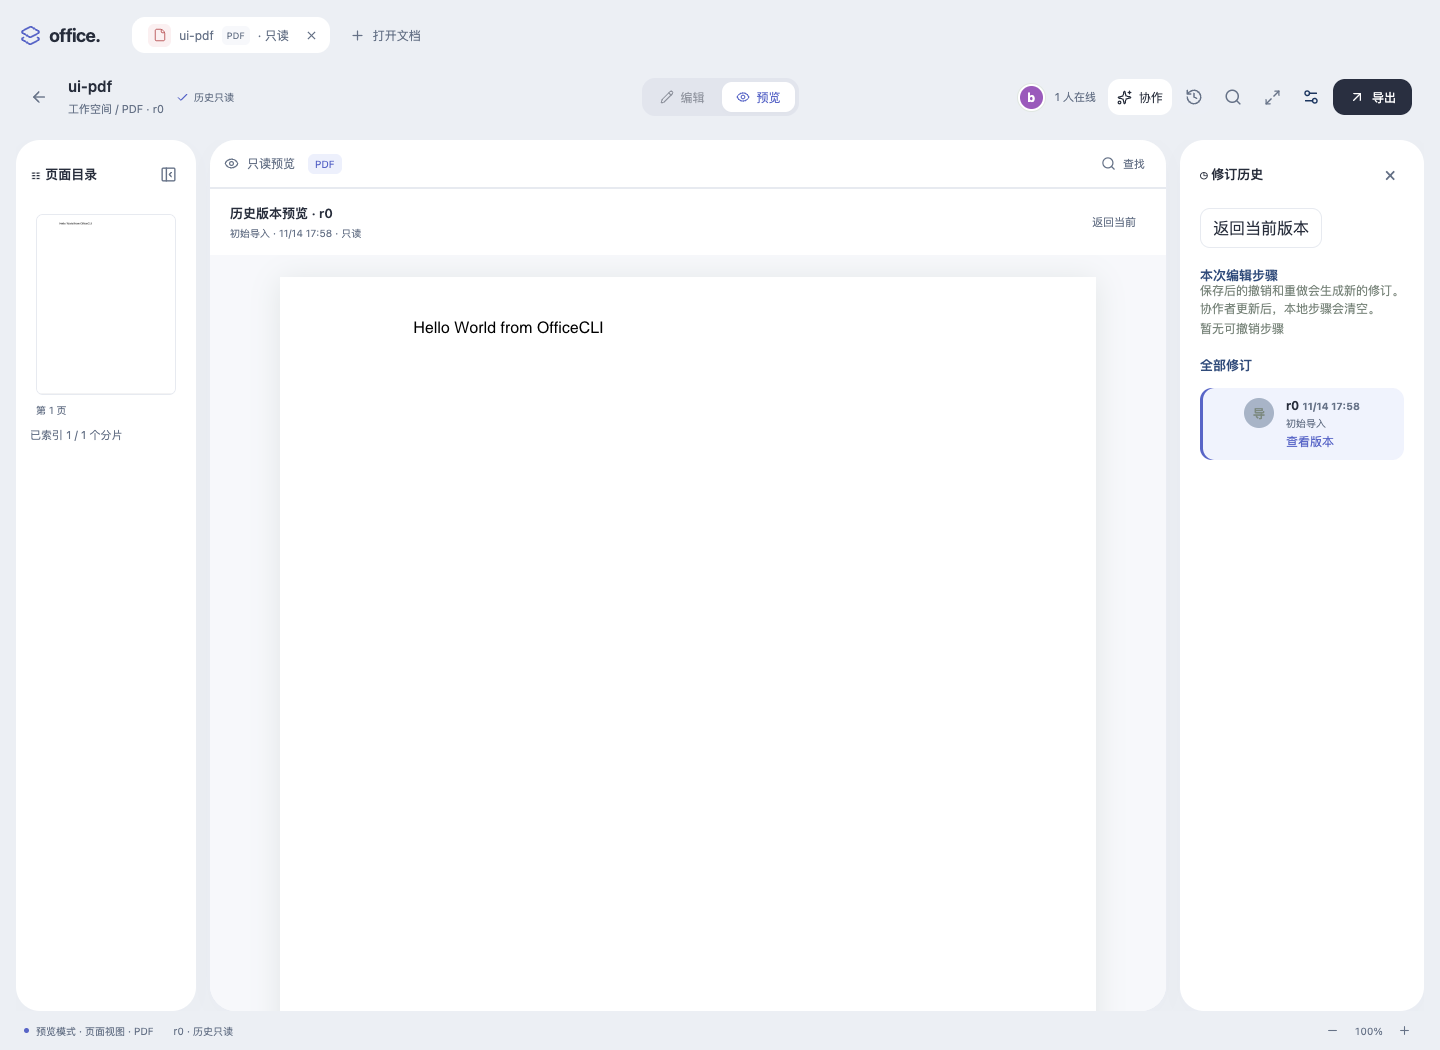 office.
ui-pdf PDF · 只读
打开文档
ui-pdf
工作空间 / PDF · r0
历史只读
编辑
预览
b
1 人在线
协作
导出
页面目录
Hello World from OfficeCLI
第 1 页
已索引 1 / 1 个分片
只读预览 PDF
查找
历史版本预览 · r0
初始导入 · 11/14 17:58 · 只读
返回当前
Hello World from OfficeCLI
修订历史
返回当前版本
本次编辑步骤
保存后的撤销和重做会生成新的修订。
协作者更新后，本地步骤会清空。
暂无可撤销步骤
全部修订
导
r0 11/14 17:58
初始导入
查看版本
预览模式 · 页面视图 · PDF
r0 · 历史只读
100%